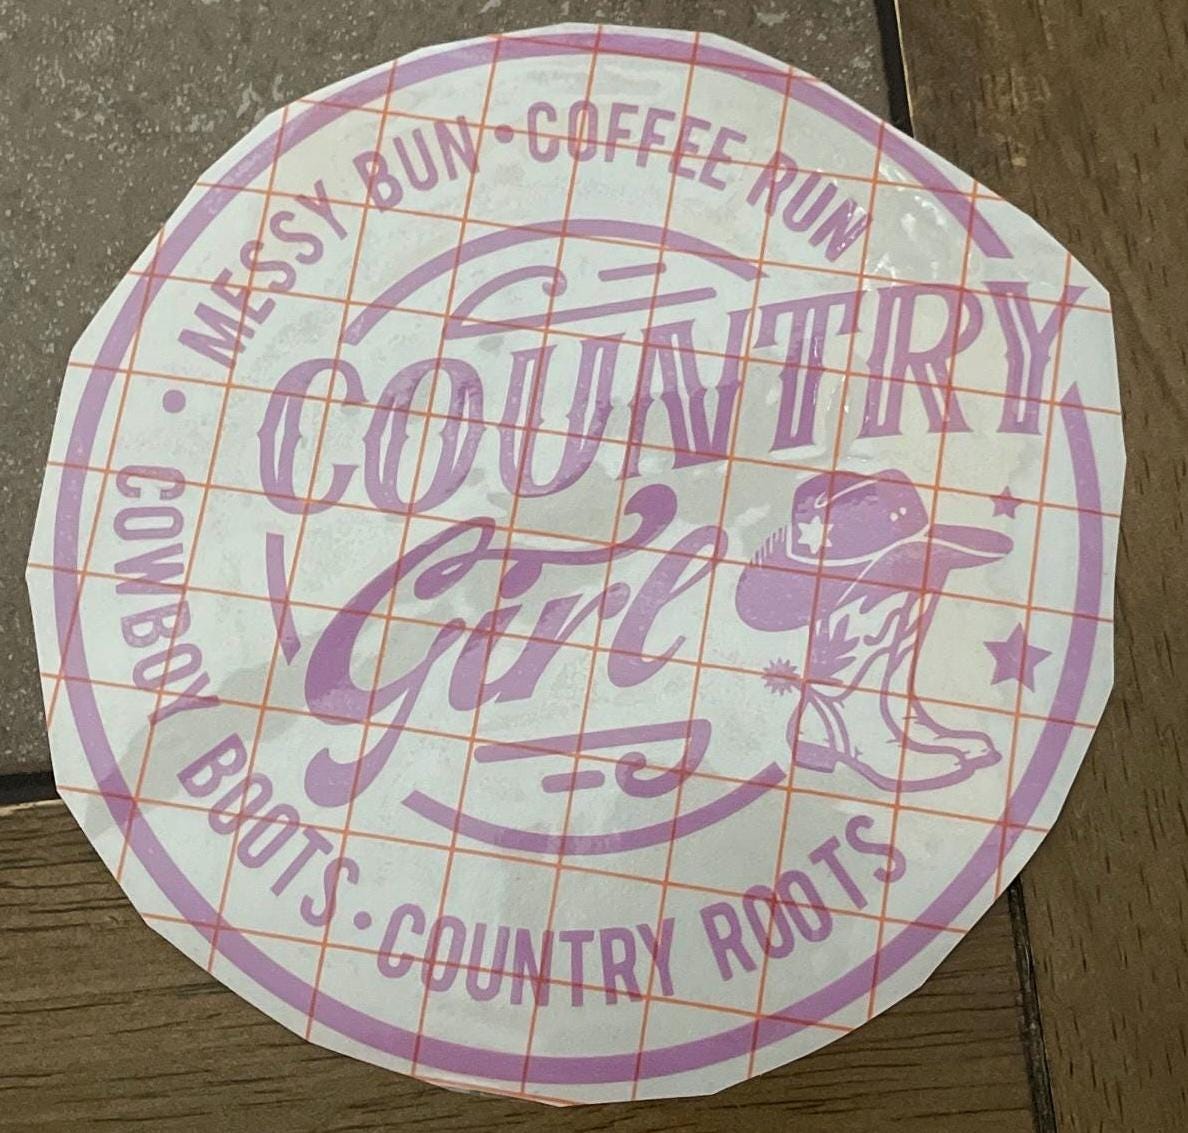 • MESSY BUN • COFFEE RUN
COUNTRY
Girl
COWBOY BOOTS • COUNTRY ROOTS